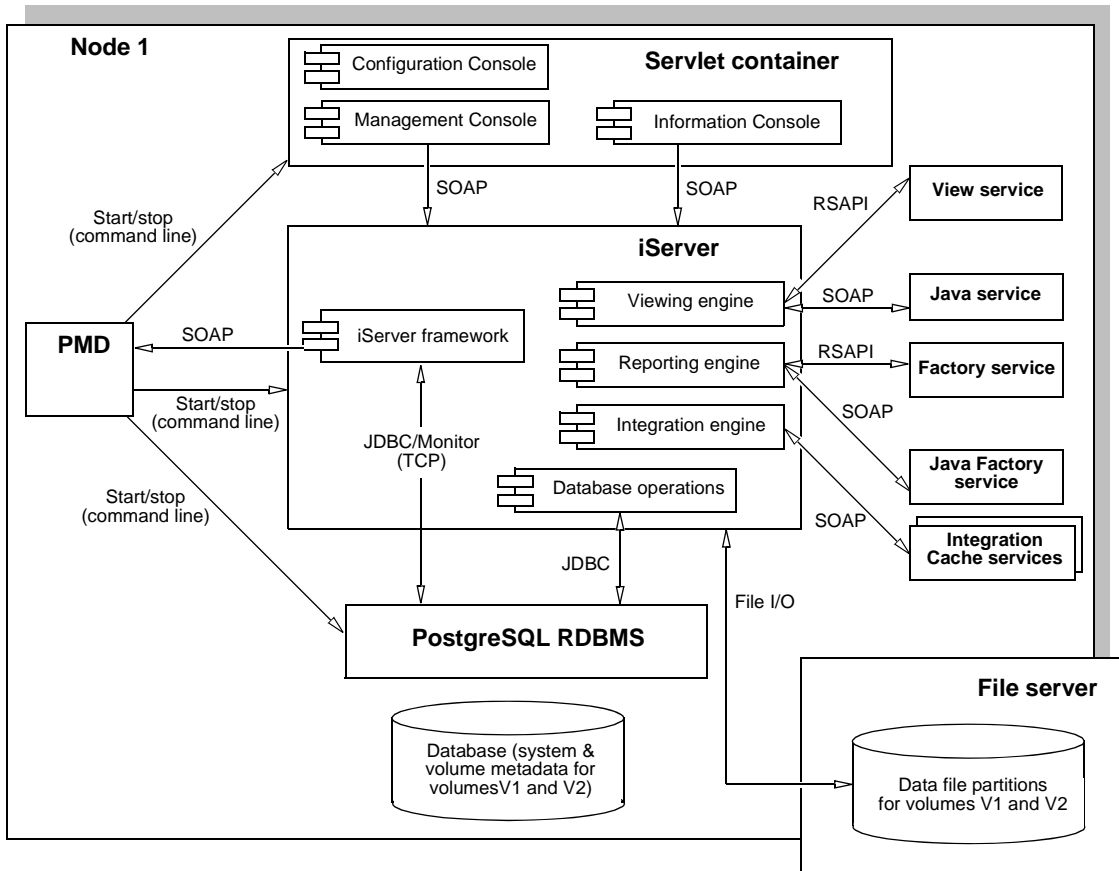 Node 1
Configuration Console
Servlet container
Management Console
Information Console
SOAP
SOAP
RSAPI
View service
Start/stop
(command line)
iServer
Viewing engine
SOAP
Java service
PMD
SOAP
iServer framework
Reporting engine
RSAPI
Factory service
Start/stop
(command line)
SOAP
Integration engine
JDBC/Monitor
(TCP)
Java Factory
service
Start/stop
(command line)
Database operations
SOAP
Integration
Cache services
JDBC
File I/O
PostgreSQL RDBMS
File server
Database (system &
volume metadata for
volumesV1 and V2)
Data file partitions
for volumes V1 and V2